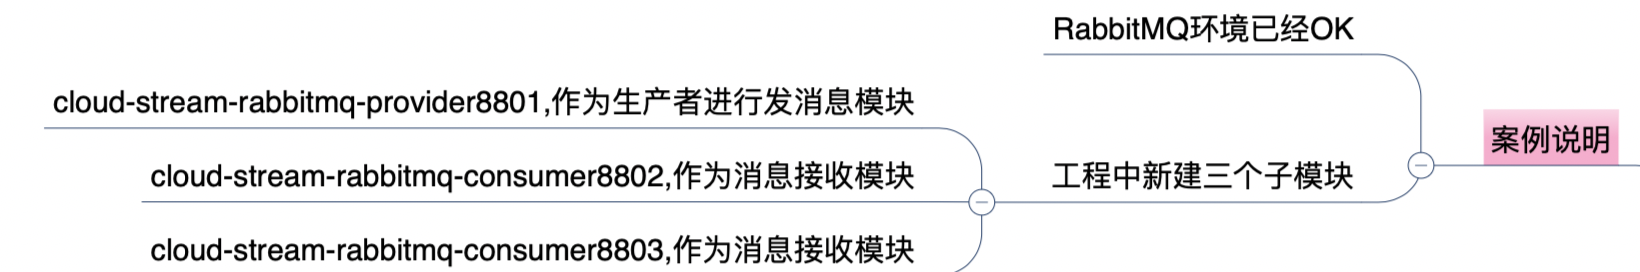 RabbitMQ环境已经OK
cloud-stream-rabbitmq-provider8801,作为生产者进行发消息模块
案例说明
cloud-stream-rabbitmq-consumer8802,作为消息接收模块
工程中新建三个子模块
cloud-stream-rabbitmq-consumer8803,作为消息接收模块